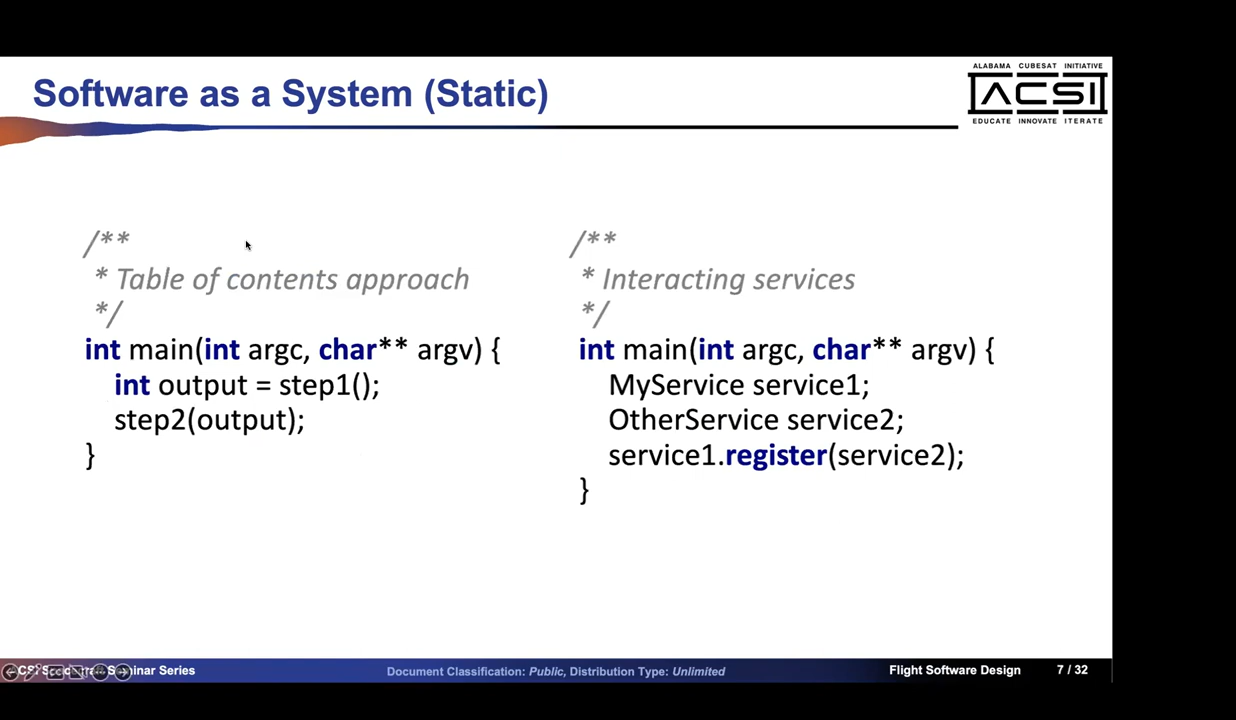 Software as a System (Static)
ALABAMA CUBESAT INITIATIVE
ACSI
EDUCATE INNOVATE ITERATE
/**
* Table of contents approach
*/
int main(int argc, char** argv) {
int output = step1();
step2(output);
}
/**
* Interacting services
*/
int main(int argc, char** argv) {
MyService service1;
OtherService service2;
service1.register(service2);
}
Seminar Series
Document Classification: Public, Distribution Type: Unlimited
Flight Software Design
7 / 32